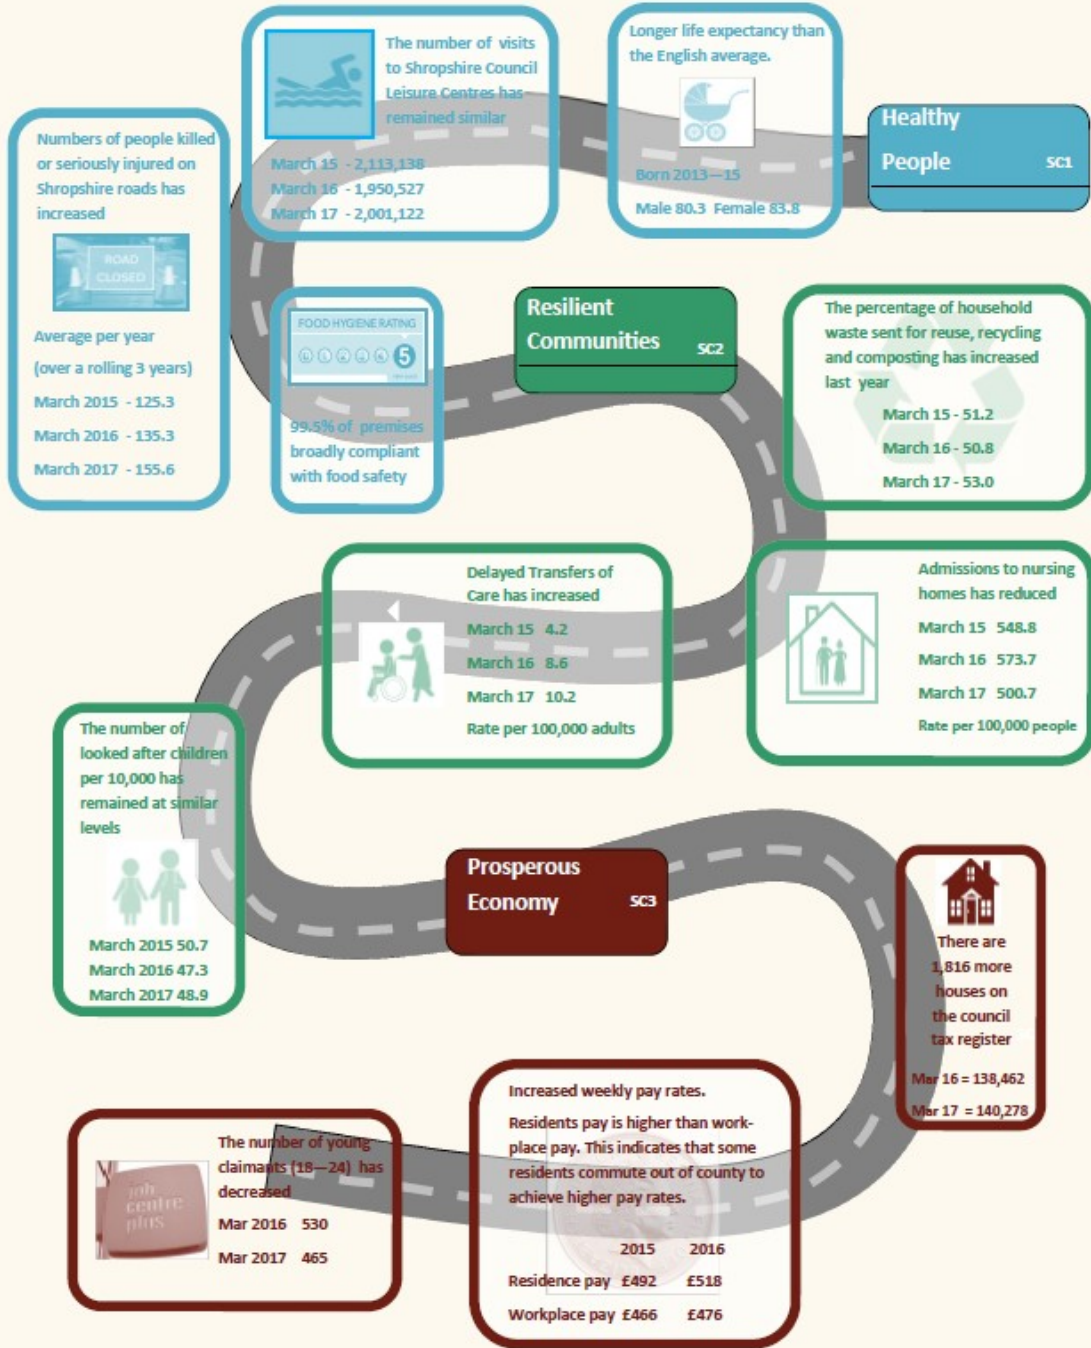 Healthy
People SC1
Longer life expectancy than
the English average.
Born 2013—15
Male 80.3 Female 83.8
The number of visits
to Shropshire Council
Leisure Centres has
remained similar
March 15 - 2,113,138
March 16 - 1,950,527
March 17 - 2,001,122
Numbers of people killed
or seriously injured on
Shropshire roads has
increased
ROAD
CLOSED
Average per year
(over a rolling 3 years)
March 2015 - 125.3
March 2016 - 135.3
March 2017 - 155.6
FOOD HYGIENE RATING
5
99.5% of premises
broadly compliant
with food safety
Resilient
Communities SC2
The percentage of household
waste sent for reuse, recycling
and composting has increased
last year
March 15 - 51.2
March 16 - 50.8
March 17 - 53.0
Admissions to nursing
homes has reduced
March 15 548.8
March 16 573.7
March 17 500.7
Rate per 100,000 people
Delayed Transfers of
Care has increased
March 15 4.2
March 16 8.6
March 17 10.2
Rate per 100,000 adults
The number of
looked after children
per 10,000 has
remained at similar
levels
March 2015 50.7
March 2016 47.3
March 2017 48.9
Prosperous
Economy SC3
There are
1,816 more
houses on
the council
tax register
Mar 16 = 138,462
Mar 17 = 140,278
Increased weekly pay rates.
Residents pay is higher than work-
place pay. This indicates that some
residents commute out of county to
achieve higher pay rates.
2015 2016
Residence pay £492 £518
Workplace pay £466 £476
The number of young
claimants (18—24) has
decreased
job
centre
plus
Mar 2016 530
Mar 2017 465